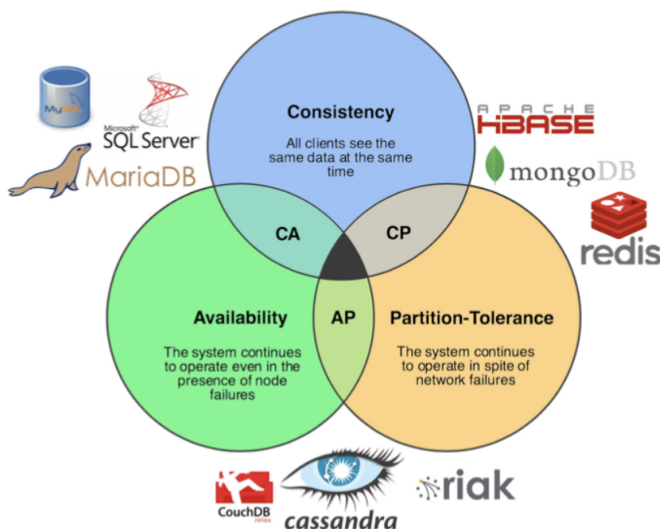 Consistency
All clients see the
same data at the same
time
MySQL
Microsoft®
SQL Server
MariaDB
APACHE
HBASE
mongoDB
redis
CA
CP
AP
Availability
The system continues
to operate even in the
presence of node
failures
Partition-Tolerance
The system continues
to operate in spite of
network failures
CouchDB
relax
cassandra
riak